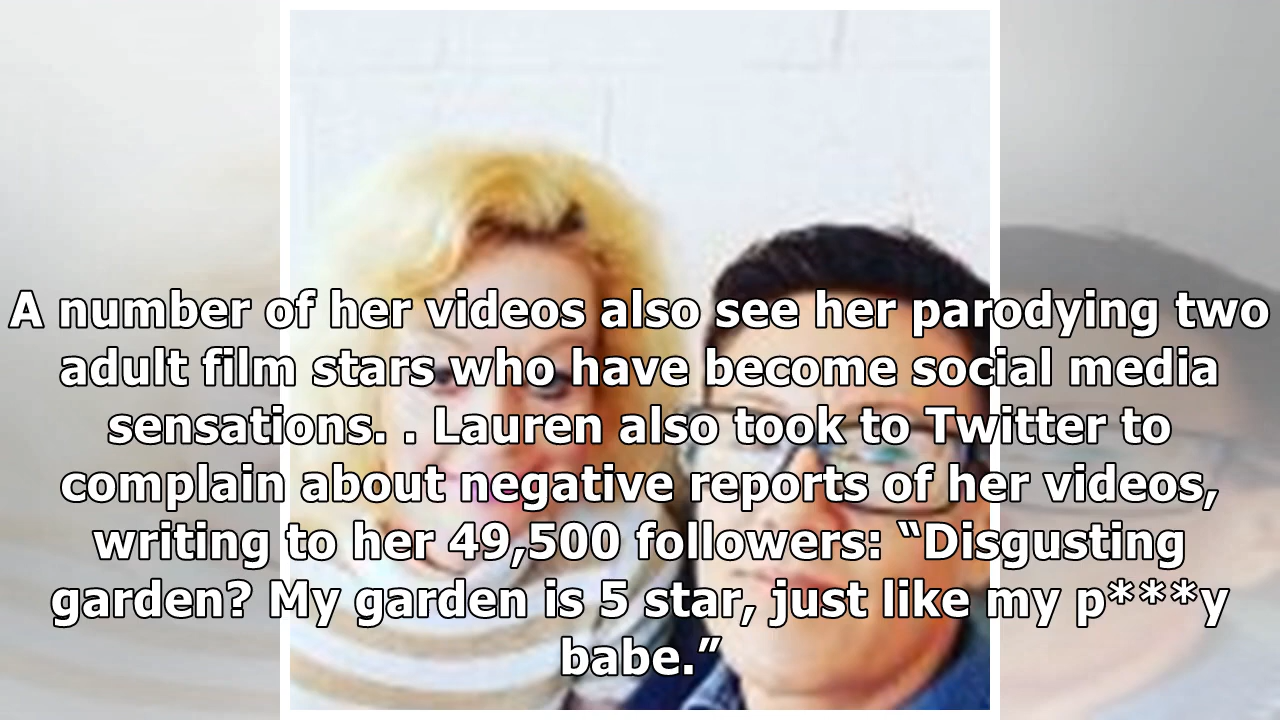 A number of her videos also see her parodying two
adult film stars who have become social media
sensations. . Lauren also took to Twitter to
complain about negative reports of her videos,
writing to her 49,500 followers: “Disgusting
garden? My garden is 5 star, just like my p***y
babe.”